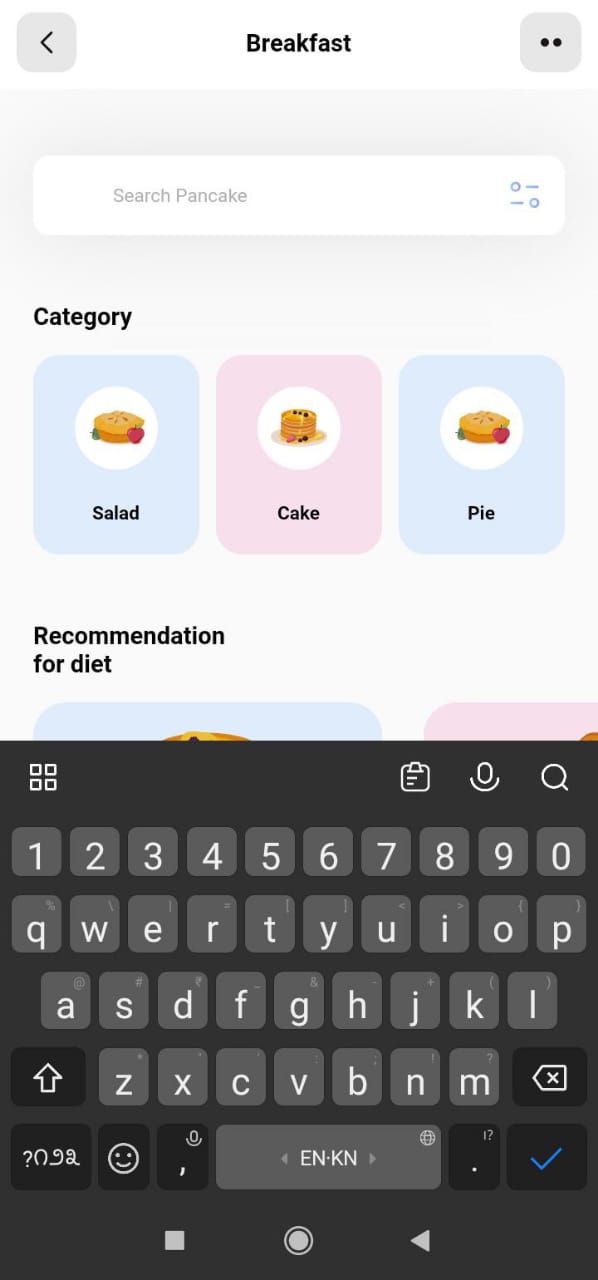 Breakfast
Search Pancake
Category
Salad Cake Pie
Recommendation
for diet
1 2 3 4 5 6 7 8 9 0
% \ | = [ ] < > { }
q w e r t y u i o p
@ # ₹ _ & - + ( )
a s d f g h j k l
* " ' : ; ! ?
z x c v b n m
!?
, EN·KN .